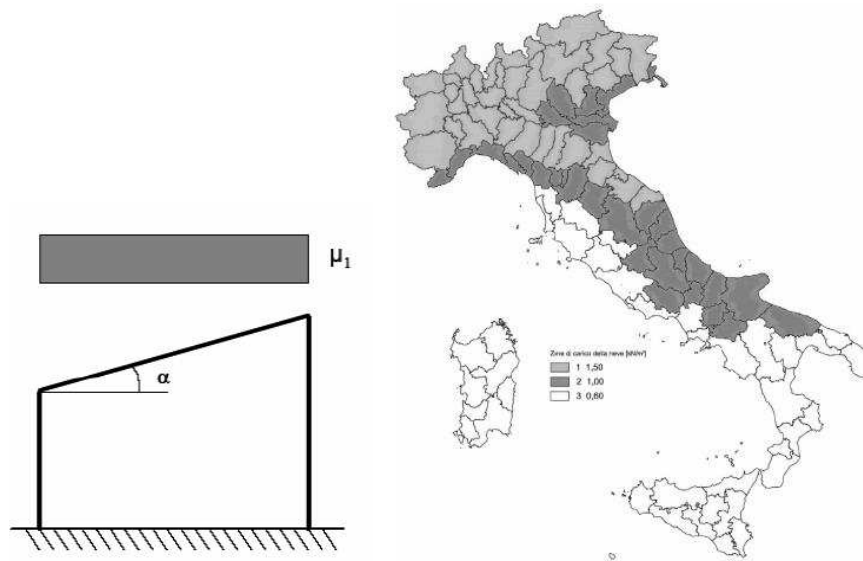 μ1
α
Zone di carico della neve [kN/m²]
1 1,50
2 1,00
3 0,60